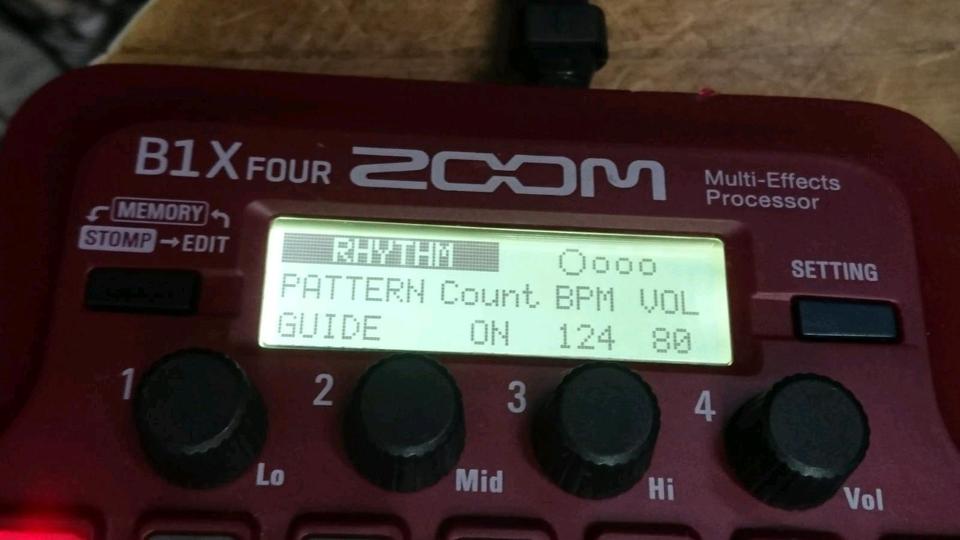 B1X FOUR ZOOM
Multi-Effects
Processor
MEMORY
STOMP → EDIT
SETTING
RHYTHM
PATTERN Count BPM VOL
GUIDE ON 124 80
1 2 3 4
Lo Mid Hi Vol